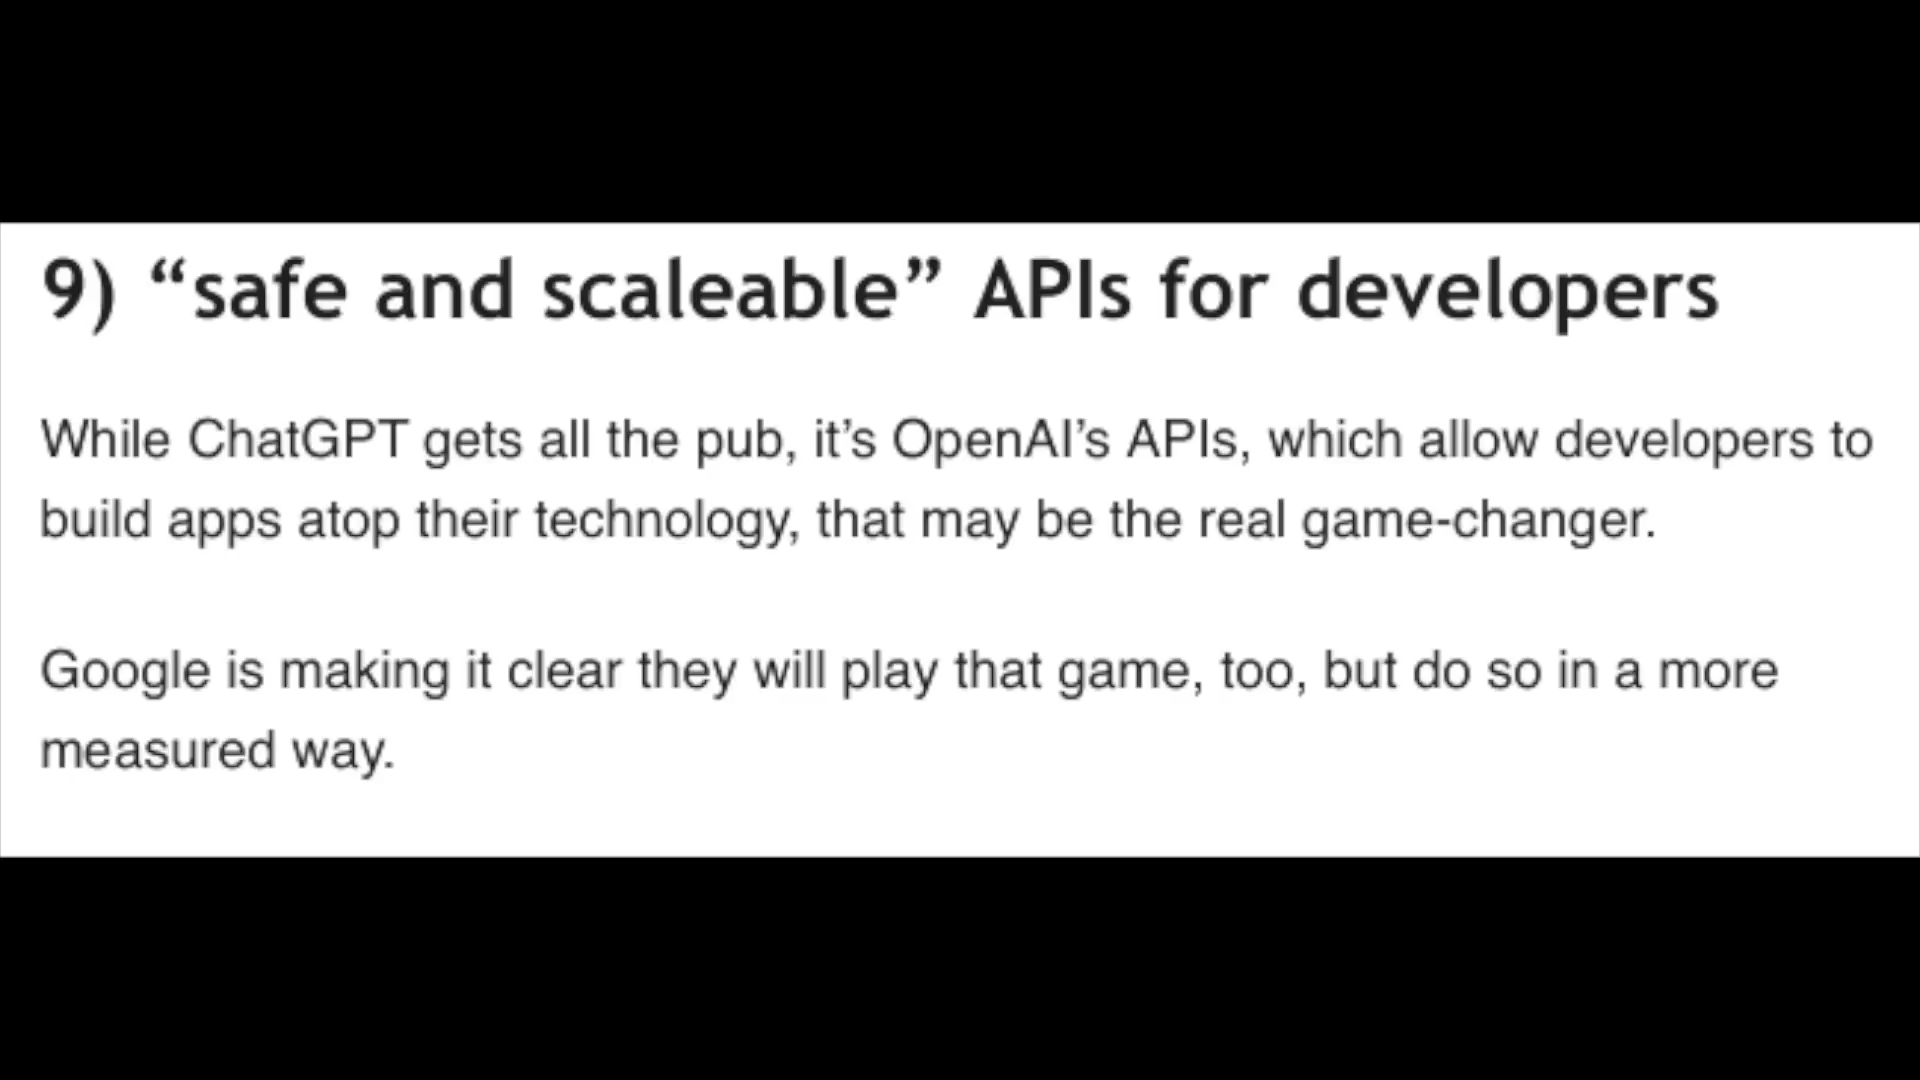 9) “safe and scaleable” APIs for developers
While ChatGPT gets all the pub, it’s OpenAI’s APIs, which allow developers to
build apps atop their technology, that may be the real game-changer.
Google is making it clear they will play that game, too, but do so in a more
measured way.